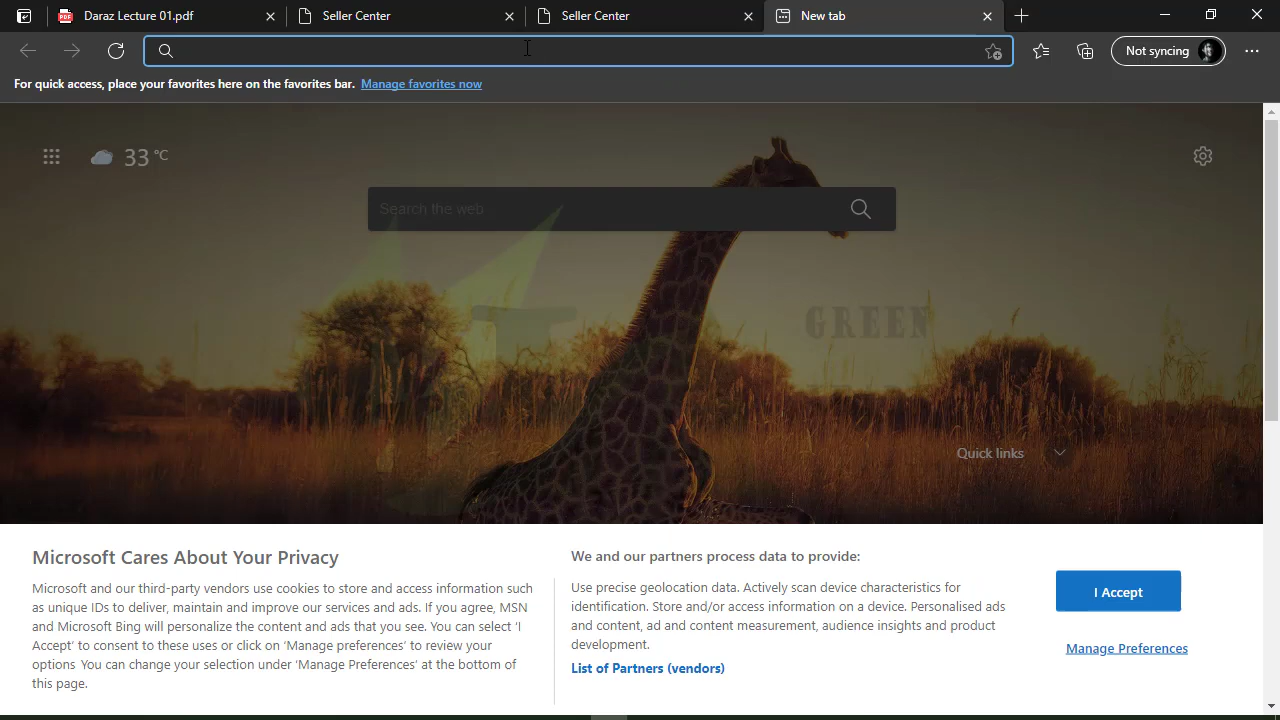 Daraz Lecture 01.pdf
Seller Center
Seller Center
New tab
Not syncing
For quick access, place your favorites here on the favorites bar. Manage favorites now
33 °C
Search the web
GREEN
Quick links
Microsoft Cares About Your Privacy
Microsoft and our third-party vendors use cookies to store and access information such
as unique IDs to deliver, maintain and improve our services and ads. If you agree, MSN
and Microsoft Bing will personalize the content and ads that you see. You can select 'I
Accept' to consent to these uses or click on 'Manage preferences' to review your
options You can change your selection under 'Manage Preferences' at the bottom of
this page.
We and our partners process data to provide:
Use precise geolocation data. Actively scan device characteristics for
identification. Store and/or access information on a device. Personalised ads
and content, ad and content measurement, audience insights and product
development.
List of Partners (vendors)
I Accept
Manage Preferences